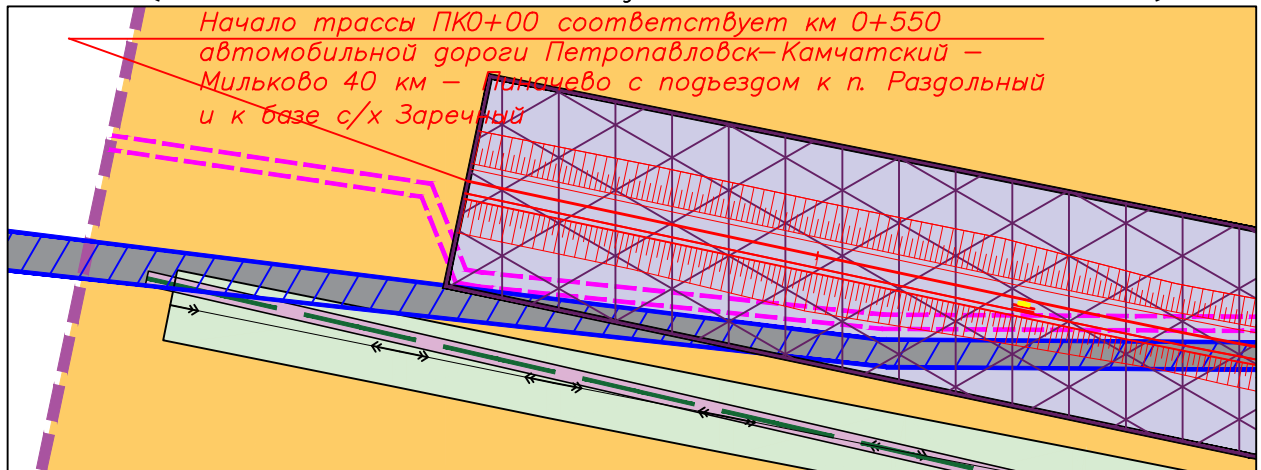 Начало трассы ПК0+00 соответствует км 0+550
автомобильной дороги Петропавловск-Камчатский -
Мильково 40 км - Пиначево с подъездом к п. Раздольный
и к базе с/х Заречный